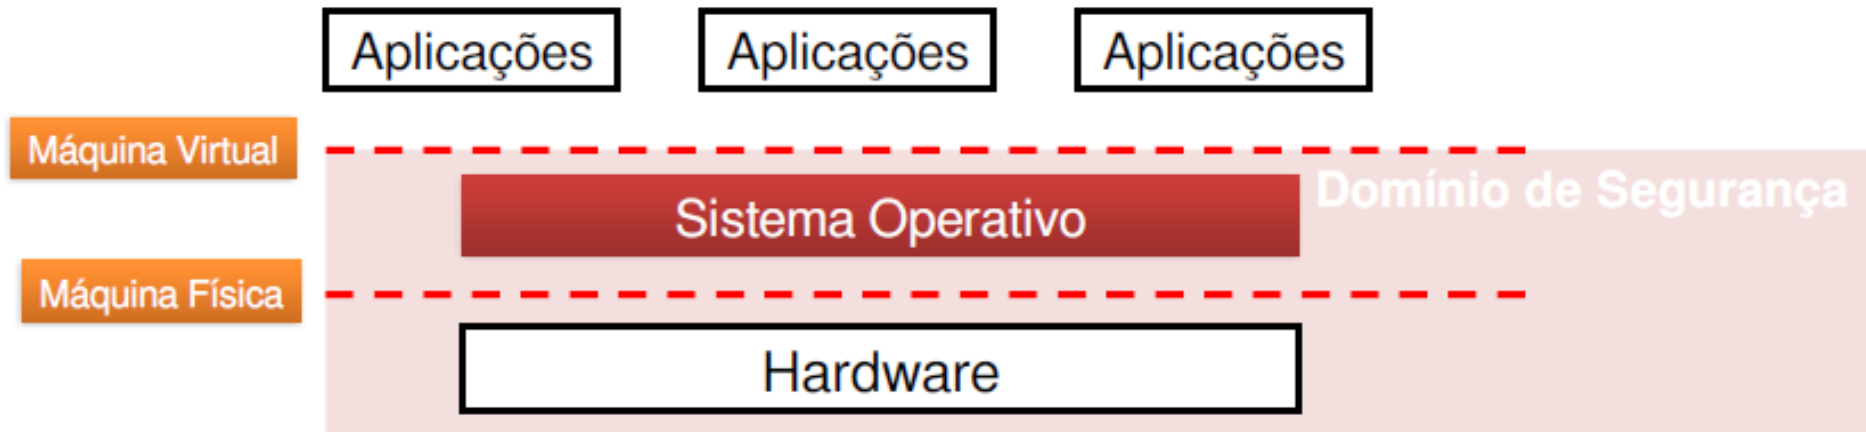 Aplicações Aplicações Aplicações
Máquina Virtual
Domínio de Segurança
Sistema Operativo
Máquina Física
Hardware